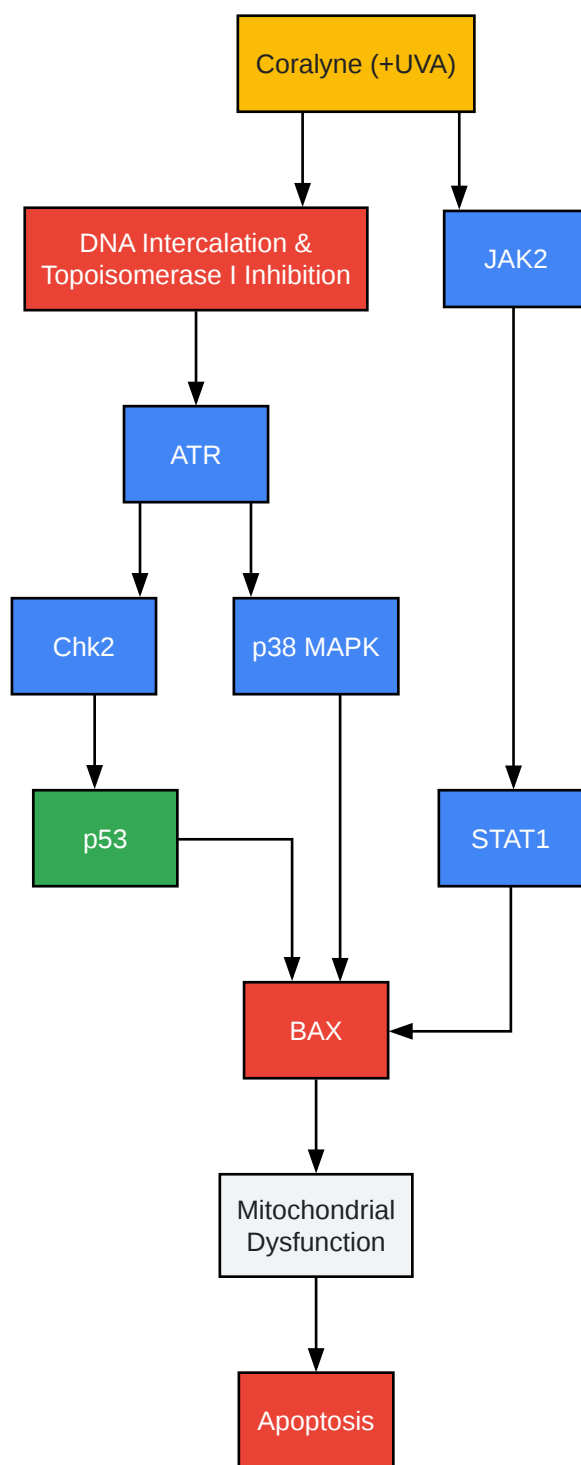 Coralyne (+UVA)
DNA Intercalation &
Topoisomerase I Inhibition
JAK2
ATR
Chk2
p38 MAPK
p53
STAT1
BAX
Mitochondrial
Dysfunction
Apoptosis